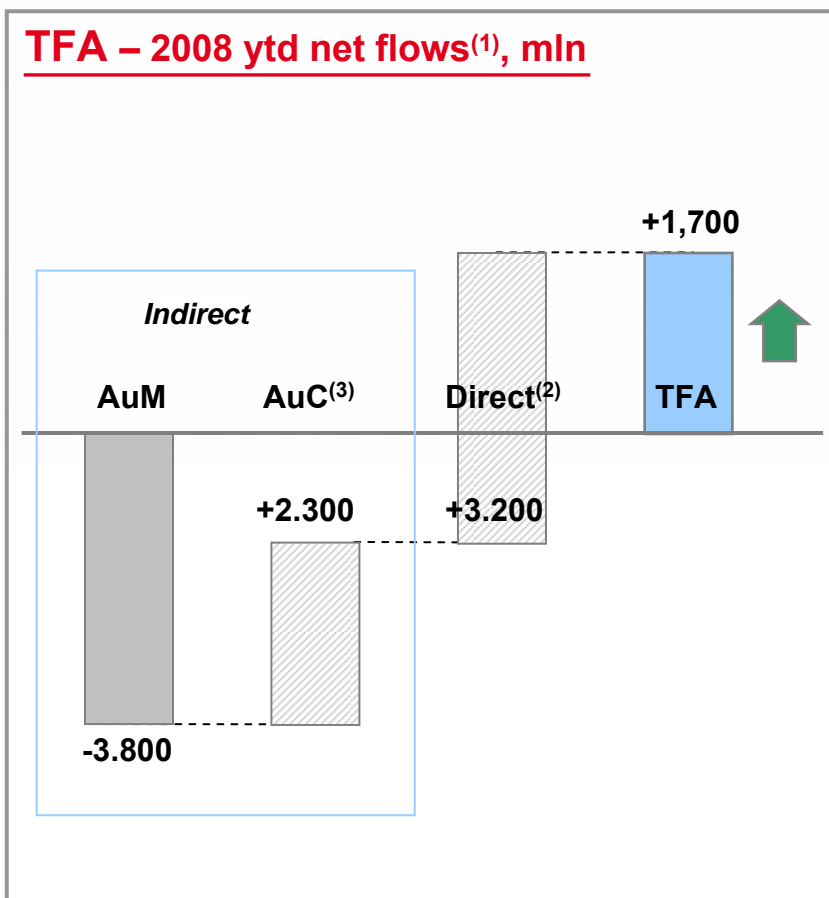 TFA – 2008 ytd net flows(1), mln
+1,700
Indirect
AuM AuC(3) Direct(2) TFA
+2.300 +3.200
-3.800